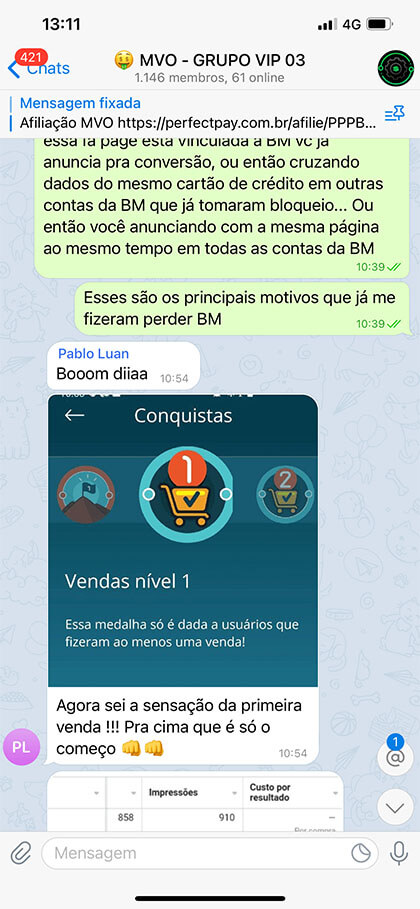 13:11
4G
421
Chats
🤑 MVO - GRUPO VIP 03
1.146 membros, 61 online
Mensagem fixada
Afiliação MVO https://perfectpay.com.br/afilie/PPPB...
essa fa page esta vinculada a BM vc já
anuncia pra conversão, ou então cruzando
dados do mesmo cartão de crédito em outras
contas da BM que já tomaram bloqueio... Ou
então você anunciando com a mesma página
ao mesmo tempo em todas as contas da BM
10:39
Esses são os principais motivos que já me
fizeram perder BM
10:39
Pablo Luan
Booom diiaa
10:54
Conquistas
1
2
Vendas nível 1
Essa medalha só é dada a usuários que
fizeram ao menos uma venda!
Agora sei a sensação da primeira
venda !!! Pra cima que é só o
começo 👊👊
10:54
PL
1
@
Impressões
Custo por
resultado
858
910
—
Por compra
Mensagem